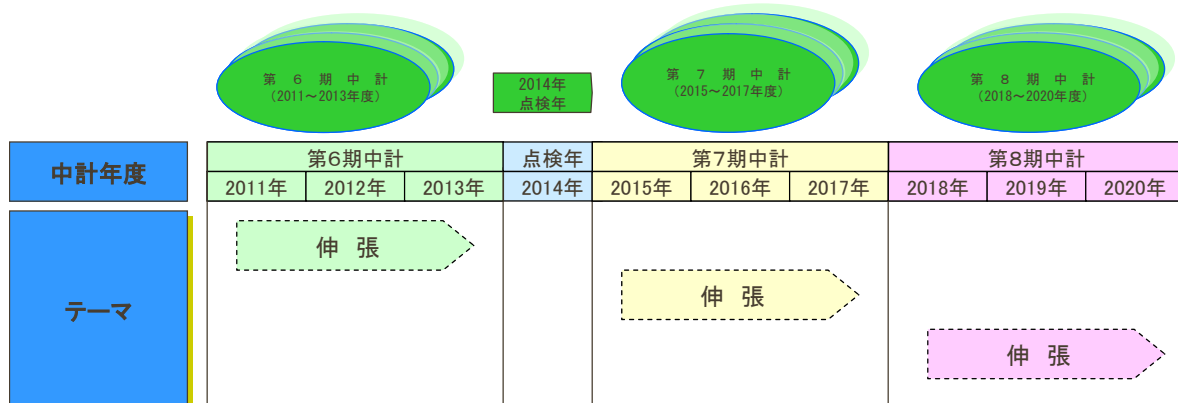 第 6 期 中 計
(2011～2013年度)
2014年
点検年
第 7 期 中 計
(2015～2017年度)
第 8 期 中 計
(2018～2020年度)
中計年度
第6期中計
点検年
第7期中計
第8期中計
2011年
2012年
2013年
2014年
2015年
2016年
2017年
2018年
2019年
2020年
テーマ
伸 張
伸 張
伸 張